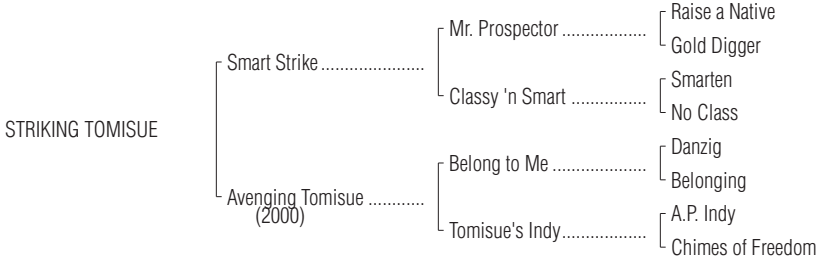 Raise a Native
Mr. Prospector ..................
Gold Digger
Smart Strike ......................
Smarten
Classy 'n Smart ................
No Class
STRIKING TOMISUE
Danzig
Belong to Me ....................
Belonging
Avenging Tomisue ............
(2000)
A.P. Indy
Tomisue's Indy..................
Chimes of Freedom